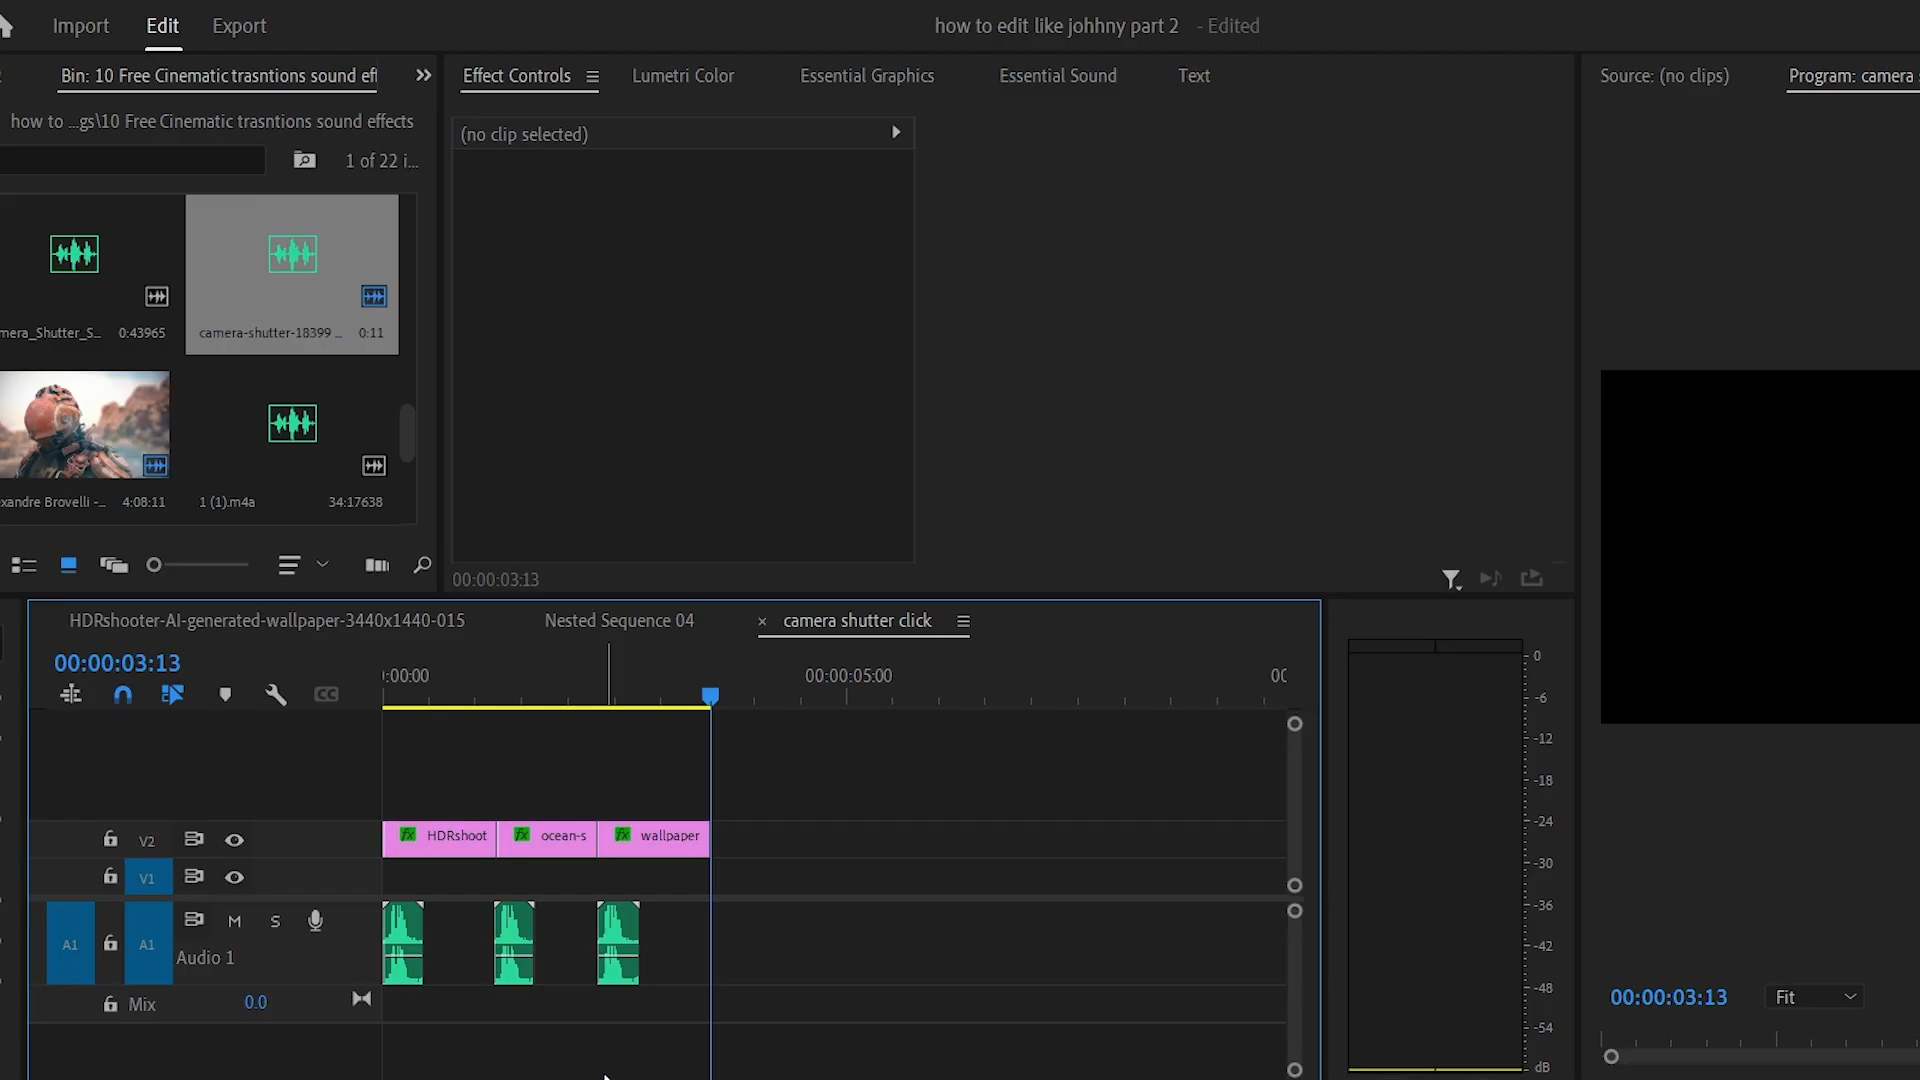 Import
Edit
Export
how to edit like johhny part 2 - Edited
Bin: 10 Free Cinematic trasntions sound eff
Effect Controls
Lumetri Color
Essential Graphics
Essential Sound
Text
Source: (no clips)
Program: camera
how to ...gs\10 Free Cinematic trasntions sound effects
(no clip selected)
1 of 22 i...
mera_Shutter_S...
0:43965
camera-shutter-18399 ...
0:11
xandre Brovelli -...
4:08:11
1 (1).m4a
34:17638
00:00:03:13
HDRshooter-AI-generated-wallpaper-3440x1440-015
Nested Sequence 04
× camera shutter click
00:00:03:13
:00:00
00:00:05:00
00
CC
V2
fx HDRshoot
fx ocean-s
fx wallpaper
V1
A1
A1
M
S
Audio 1
Mix
0.0
0
-6
-12
-18
-24
-30
-36
-42
-48
-54
dB
00:00:03:13
Fit